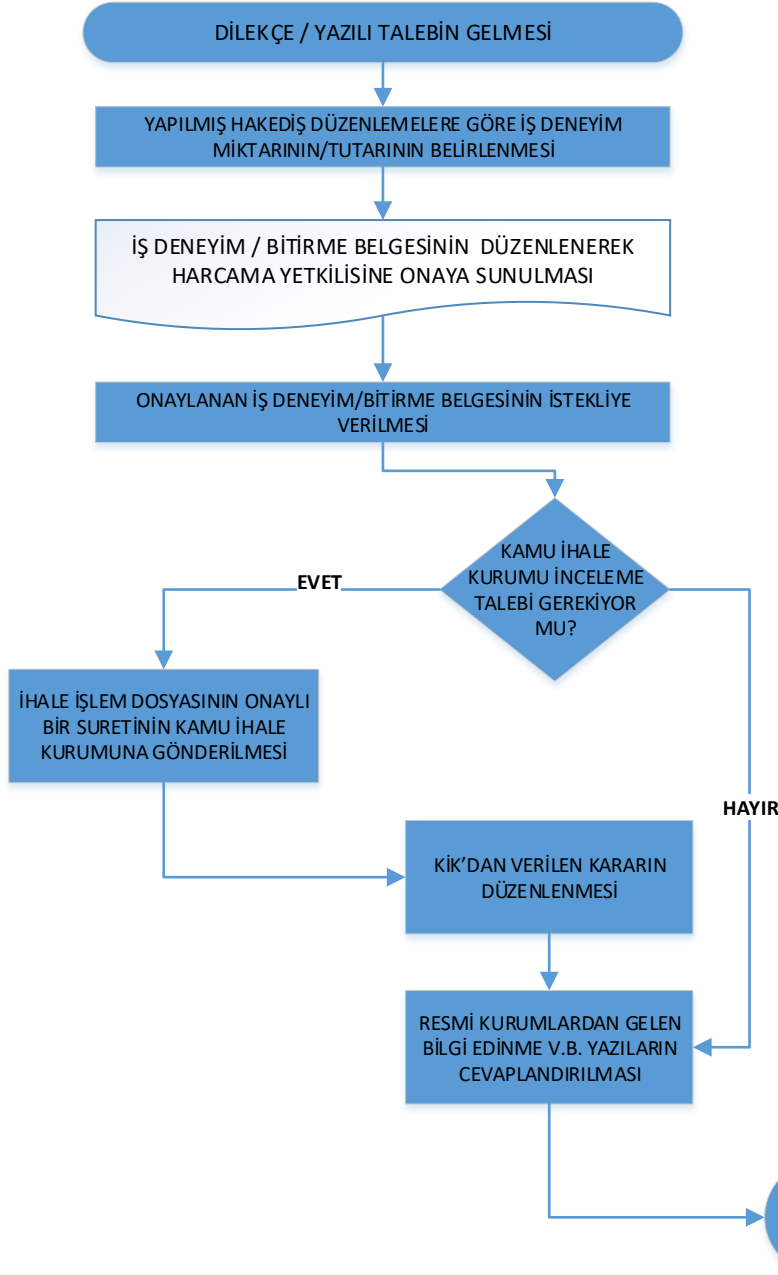 DİLEKÇE / YAZILI TALEBİN GELMESİ
YAPILMIŞ HAKEDİŞ DÜZENLEMELERE GÖRE İŞ DENEYİM
MİKTARININ/TUTARININ BELİRLENMESİ
İŞ DENEYİM / BİTİRME BELGESİNİN DÜZENLENEREK
HARCAMA YETKİLİSİNE ONAYA SUNULMASI
ONAYLANAN İŞ DENEYİM/BİTİRME BELGESİNİN İSTEKLİYE
VERİLMESİ
KAMU İHALE
KURUMU İNCELEME
TALEBİ GEREKİYOR
MU?
EVET
İHALE İŞLEM DOSYASININ ONAYLI
BİR SURETİNİN KAMU İHALE
KURUMUNA GÖNDERİLMESİ
HAYIR
KİK’DAN VERİLEN KARARIN
DÜZENLENMESİ
RESMİ KURUMLARDAN GELEN
BİLGİ EDİNME V.B. YAZILARIN
CEVAPLANDIRILMASI